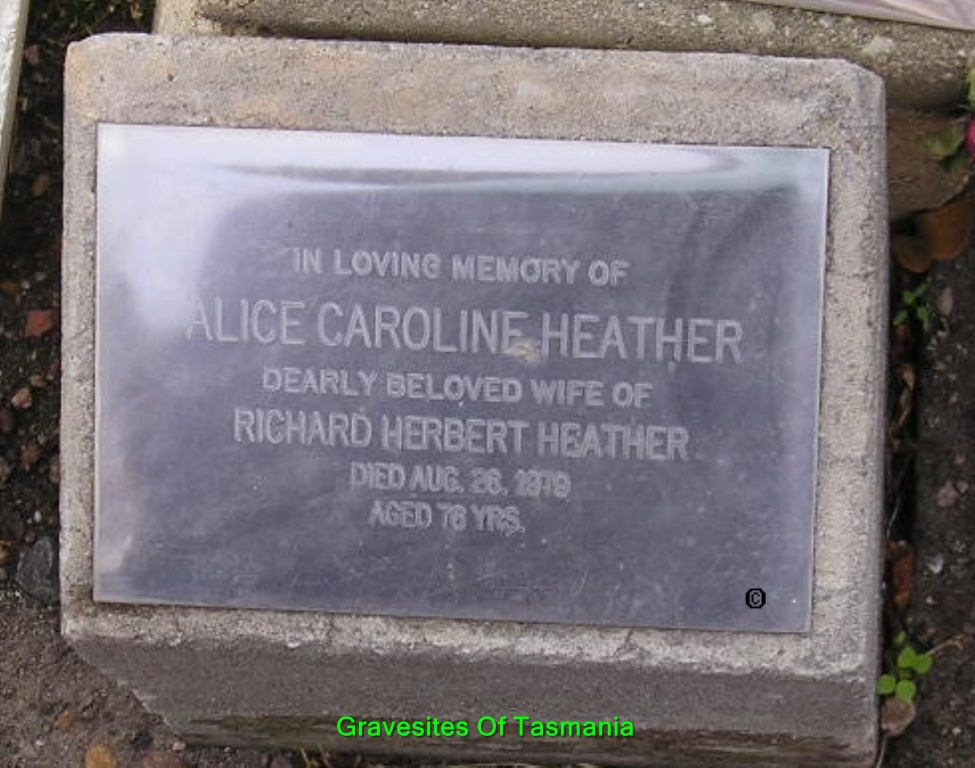 IN LOVING MEMORY OF
ALICE CAROLINE HEATHER
DEARLY BELOVED WIFE OF
RICHARD HERBERT HEATHER
DIED AUG. 26, 1979
AGED 76 YRS.
©
Gravesites Of Tasmania